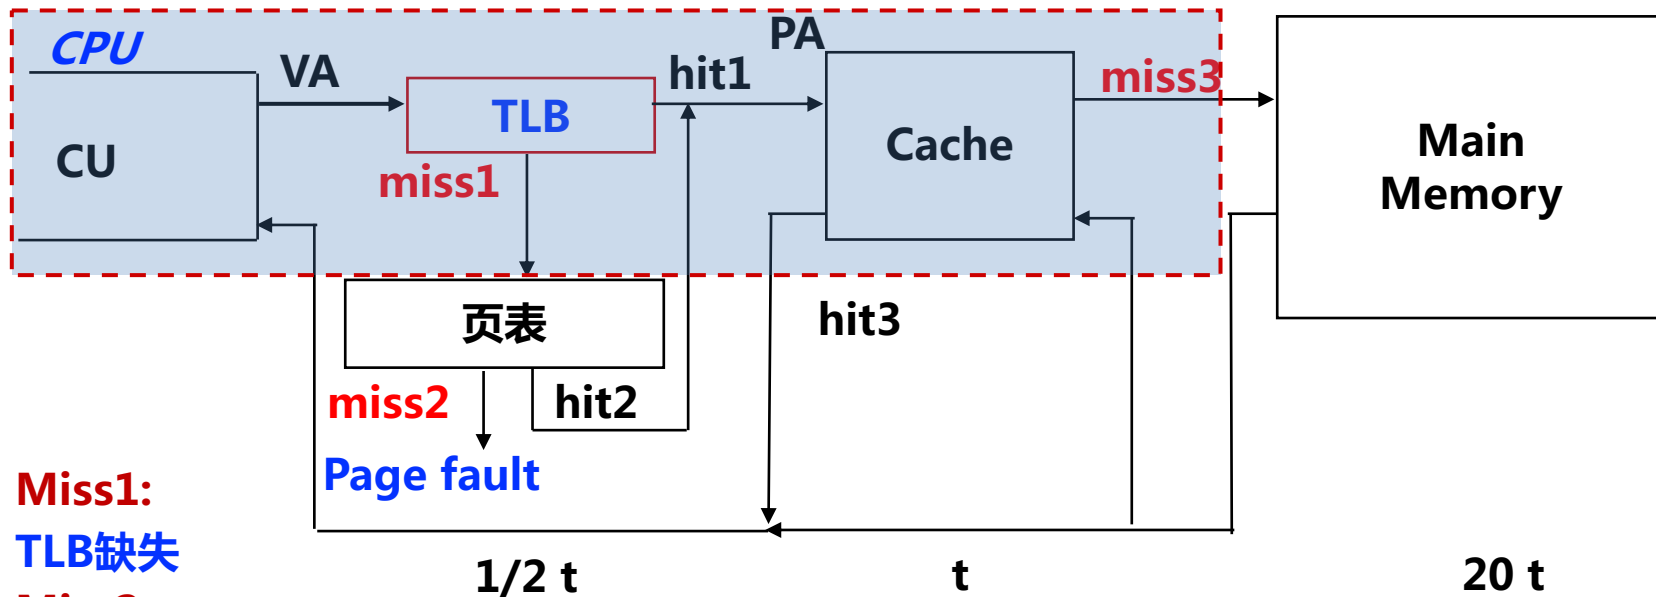 CPU
PA
VA
hit1
miss3
TLB
CU
Cache
Main
Memory
miss1
页表
hit3
miss2
hit2
Page fault
Miss1:
TLB缺失
1/2 t
t
20 t